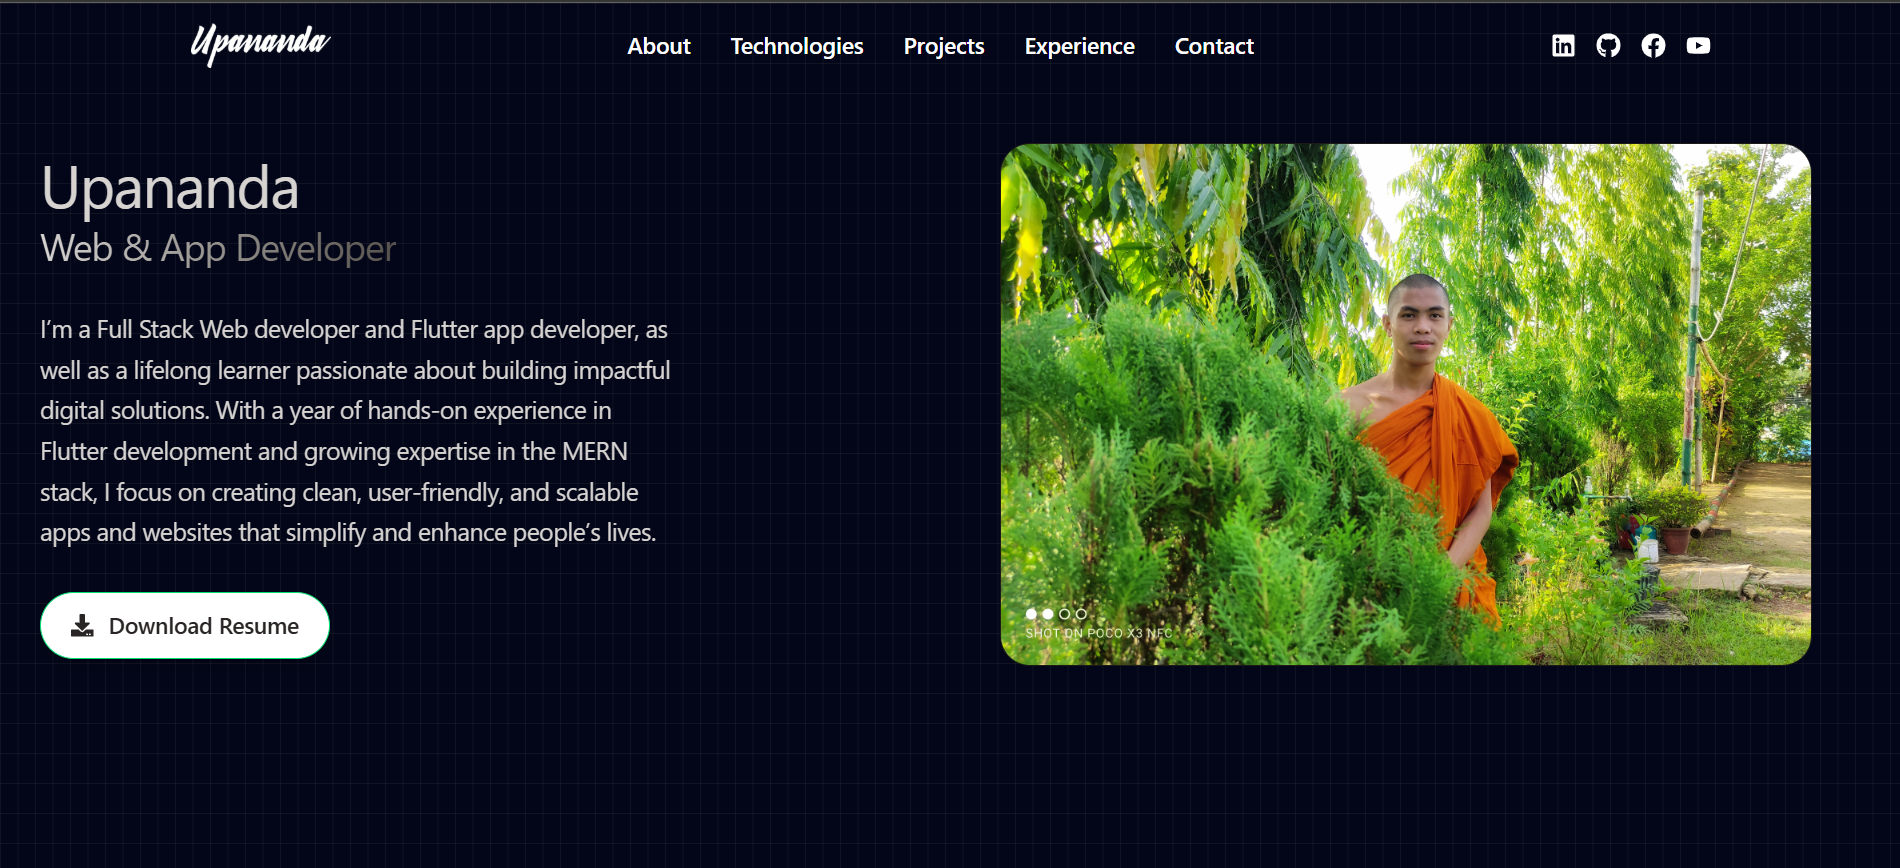 Upananda
About
Technologies
Projects
Experience
Contact
Upananda
Web & App Developer
I’m a Full Stack Web developer and Flutter app developer, as
well as a lifelong learner passionate about building impactful
digital solutions. With a year of hands-on experience in
Flutter development and growing expertise in the MERN
stack, I focus on creating clean, user-friendly, and scalable
apps and websites that simplify and enhance people’s lives.
Download Resume
SHOT ON POCO X3 NFC